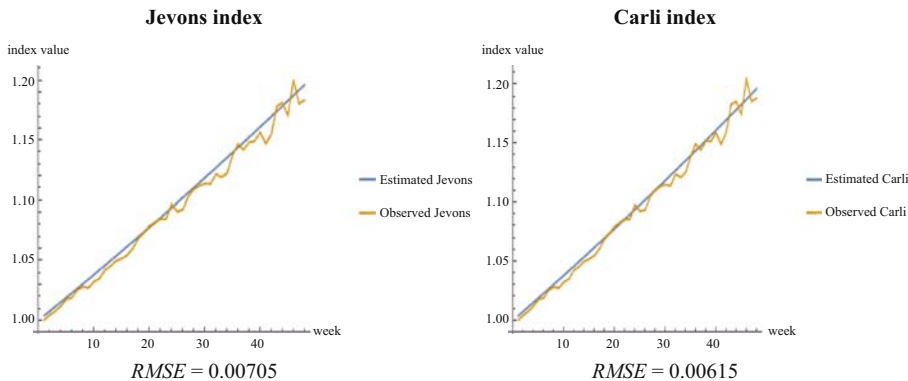 Jevons index
index value
1.20
1.15
1.10
1.05
1.00
10
20
30
40
week
Estimated Jevons
Observed Jevons
RMSE = 0.00705
Carli index
index value
1.20
1.15
1.10
1.05
1.00
10
20
30
40
week
Estimated Carli
Observed Carli
RMSE = 0.00615